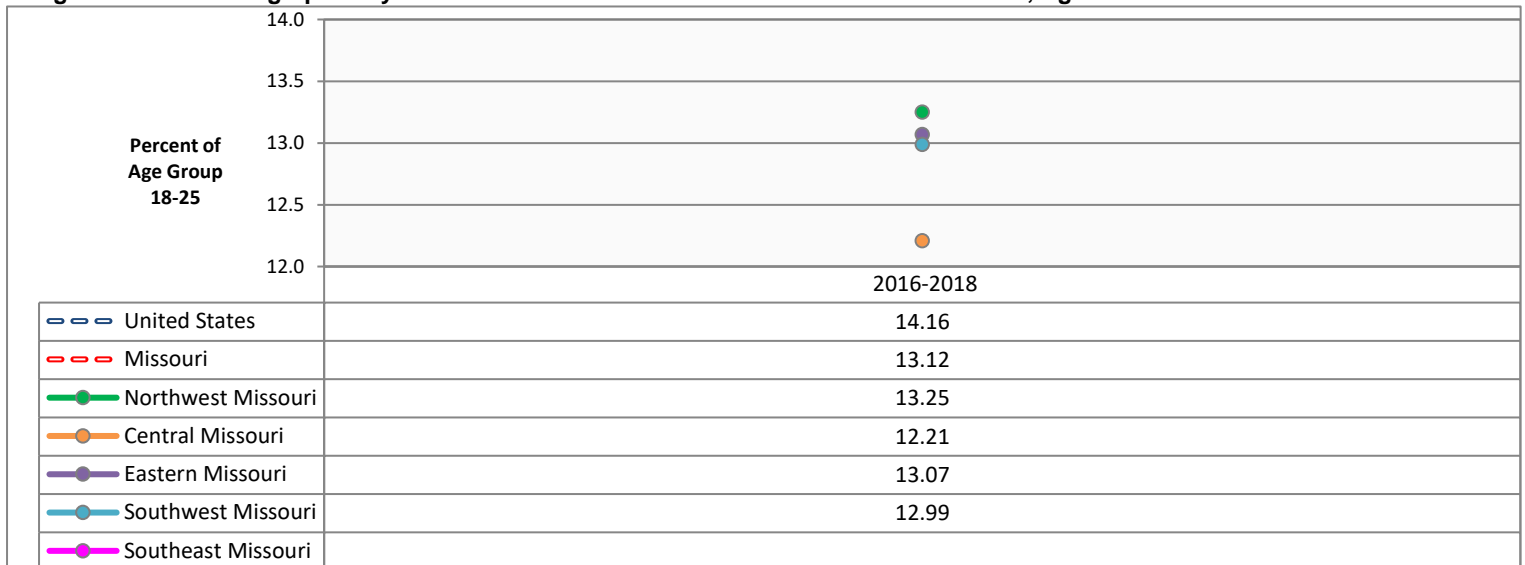 14.0
13.5
13.0
12.5
12.0
Percent of
Age Group
18-25
2016-2018
United States 14.16
Missouri 13.12
Northwest Missouri 13.25
Central Missouri 12.21
Eastern Missouri 13.07
Southwest Missouri 12.99
Southeast Missouri